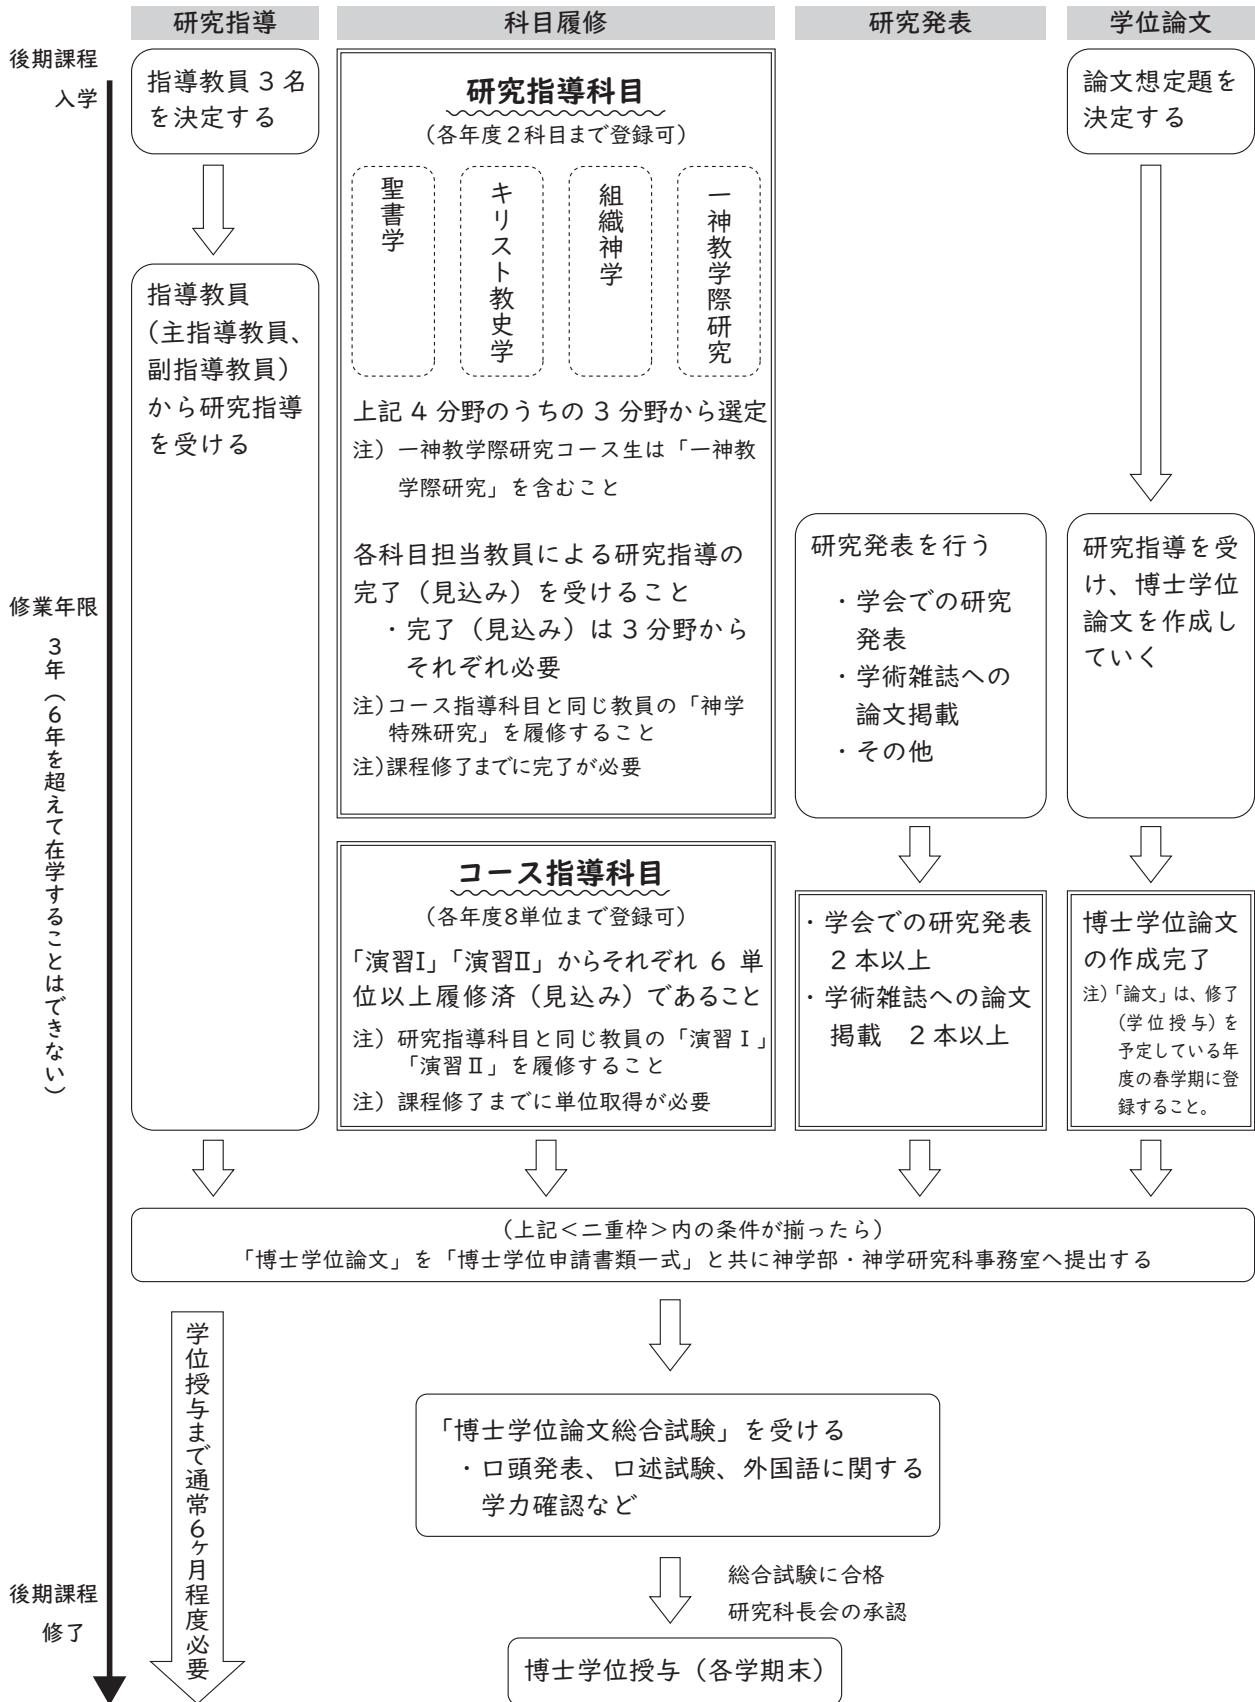 研究指導
科目履修
研究発表
学位論文
後期課程
入学
修業年限
3年（6年を超えて在学することはできない）
後期課程
修了
指導教員 3 名
を決定する
指導教員
（主指導教員、
副指導教員）
から研究指導
を受ける
研究指導科目
（各年度2科目まで登録可）
聖書学
キリスト教史学
組織神学
一神教学際研究
上記 4 分野のうちの 3 分野から選定
注）一神教学際研究コース生は「一神教
学際研究」を含むこと
各科目担当教員による研究指導の
完了（見込み）を受けること
・完了（見込み）は 3 分野から
それぞれ必要
注）コース指導科目と同じ教員の「神学
特殊研究」を履修すること
注）課程修了までに完了が必要
コース指導科目
（各年度8単位まで登録可）
「演習Ⅰ」「演習Ⅱ」からそれぞれ 6 単
位以上履修済（見込み）であること
注）研究指導科目と同じ教員の「演習Ⅰ」
「演習Ⅱ」を履修すること
注）課程修了までに単位取得が必要
研究発表を行う
・学会での研究
発表
・学術雑誌への
論文掲載
・その他
・学会での研究発表
2 本以上
・学術雑誌への論文
掲載　2 本以上
論文想定題を
決定する
研究指導を受
け、博士学位
論文を作成し
ていく
博士学位論文
の作成完了
注）「論文」は、修了
（学位授与）を
予定している年
度の春学期に登
録すること。
（上記＜二重枠＞内の条件が揃ったら）
「博士学位論文」を「博士学位申請書類一式」と共に神学部・神学研究科事務室へ提出する
学位授与まで通常6ヶ月程度必要
「博士学位論文総合試験」を受ける
・口頭発表、口述試験、外国語に関する
学力確認など
総合試験に合格
研究科長会の承認
博士学位授与（各学期末）